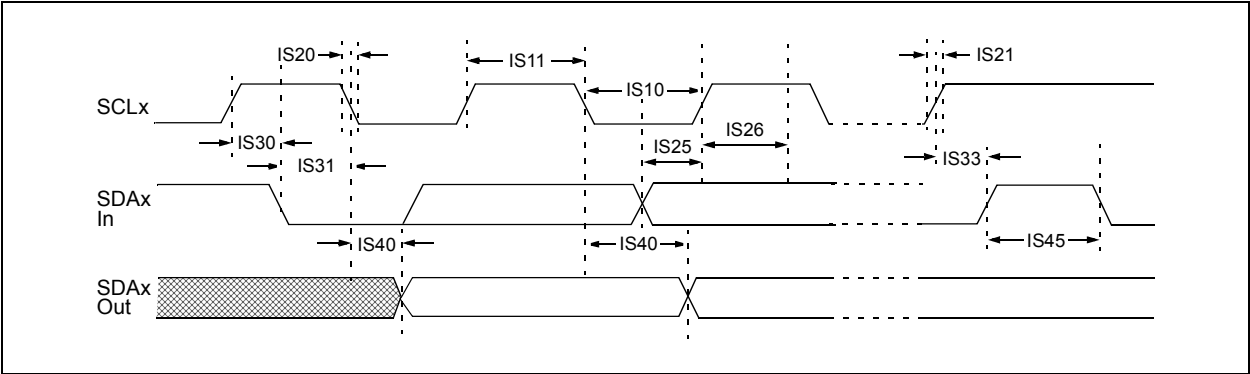 IS20
IS11
IS21
SCLx
IS10
IS30
IS31
IS25
IS26
IS33
SDAx
In
IS40
IS40
IS45
SDAx
Out